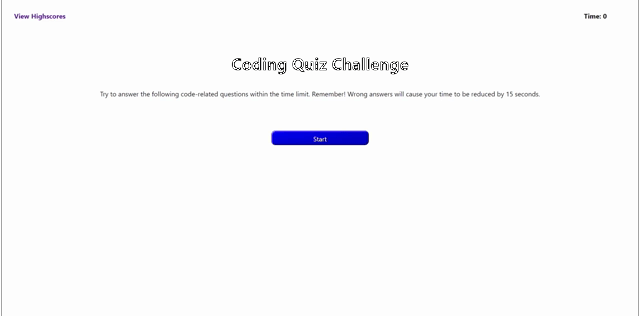 View Highscores
Time: 0
Coding Quiz Challenge
Try to answer the following code-related questions within the time limit. Remember! Wrong answers will cause your time to be reduced by 15 seconds.
Start